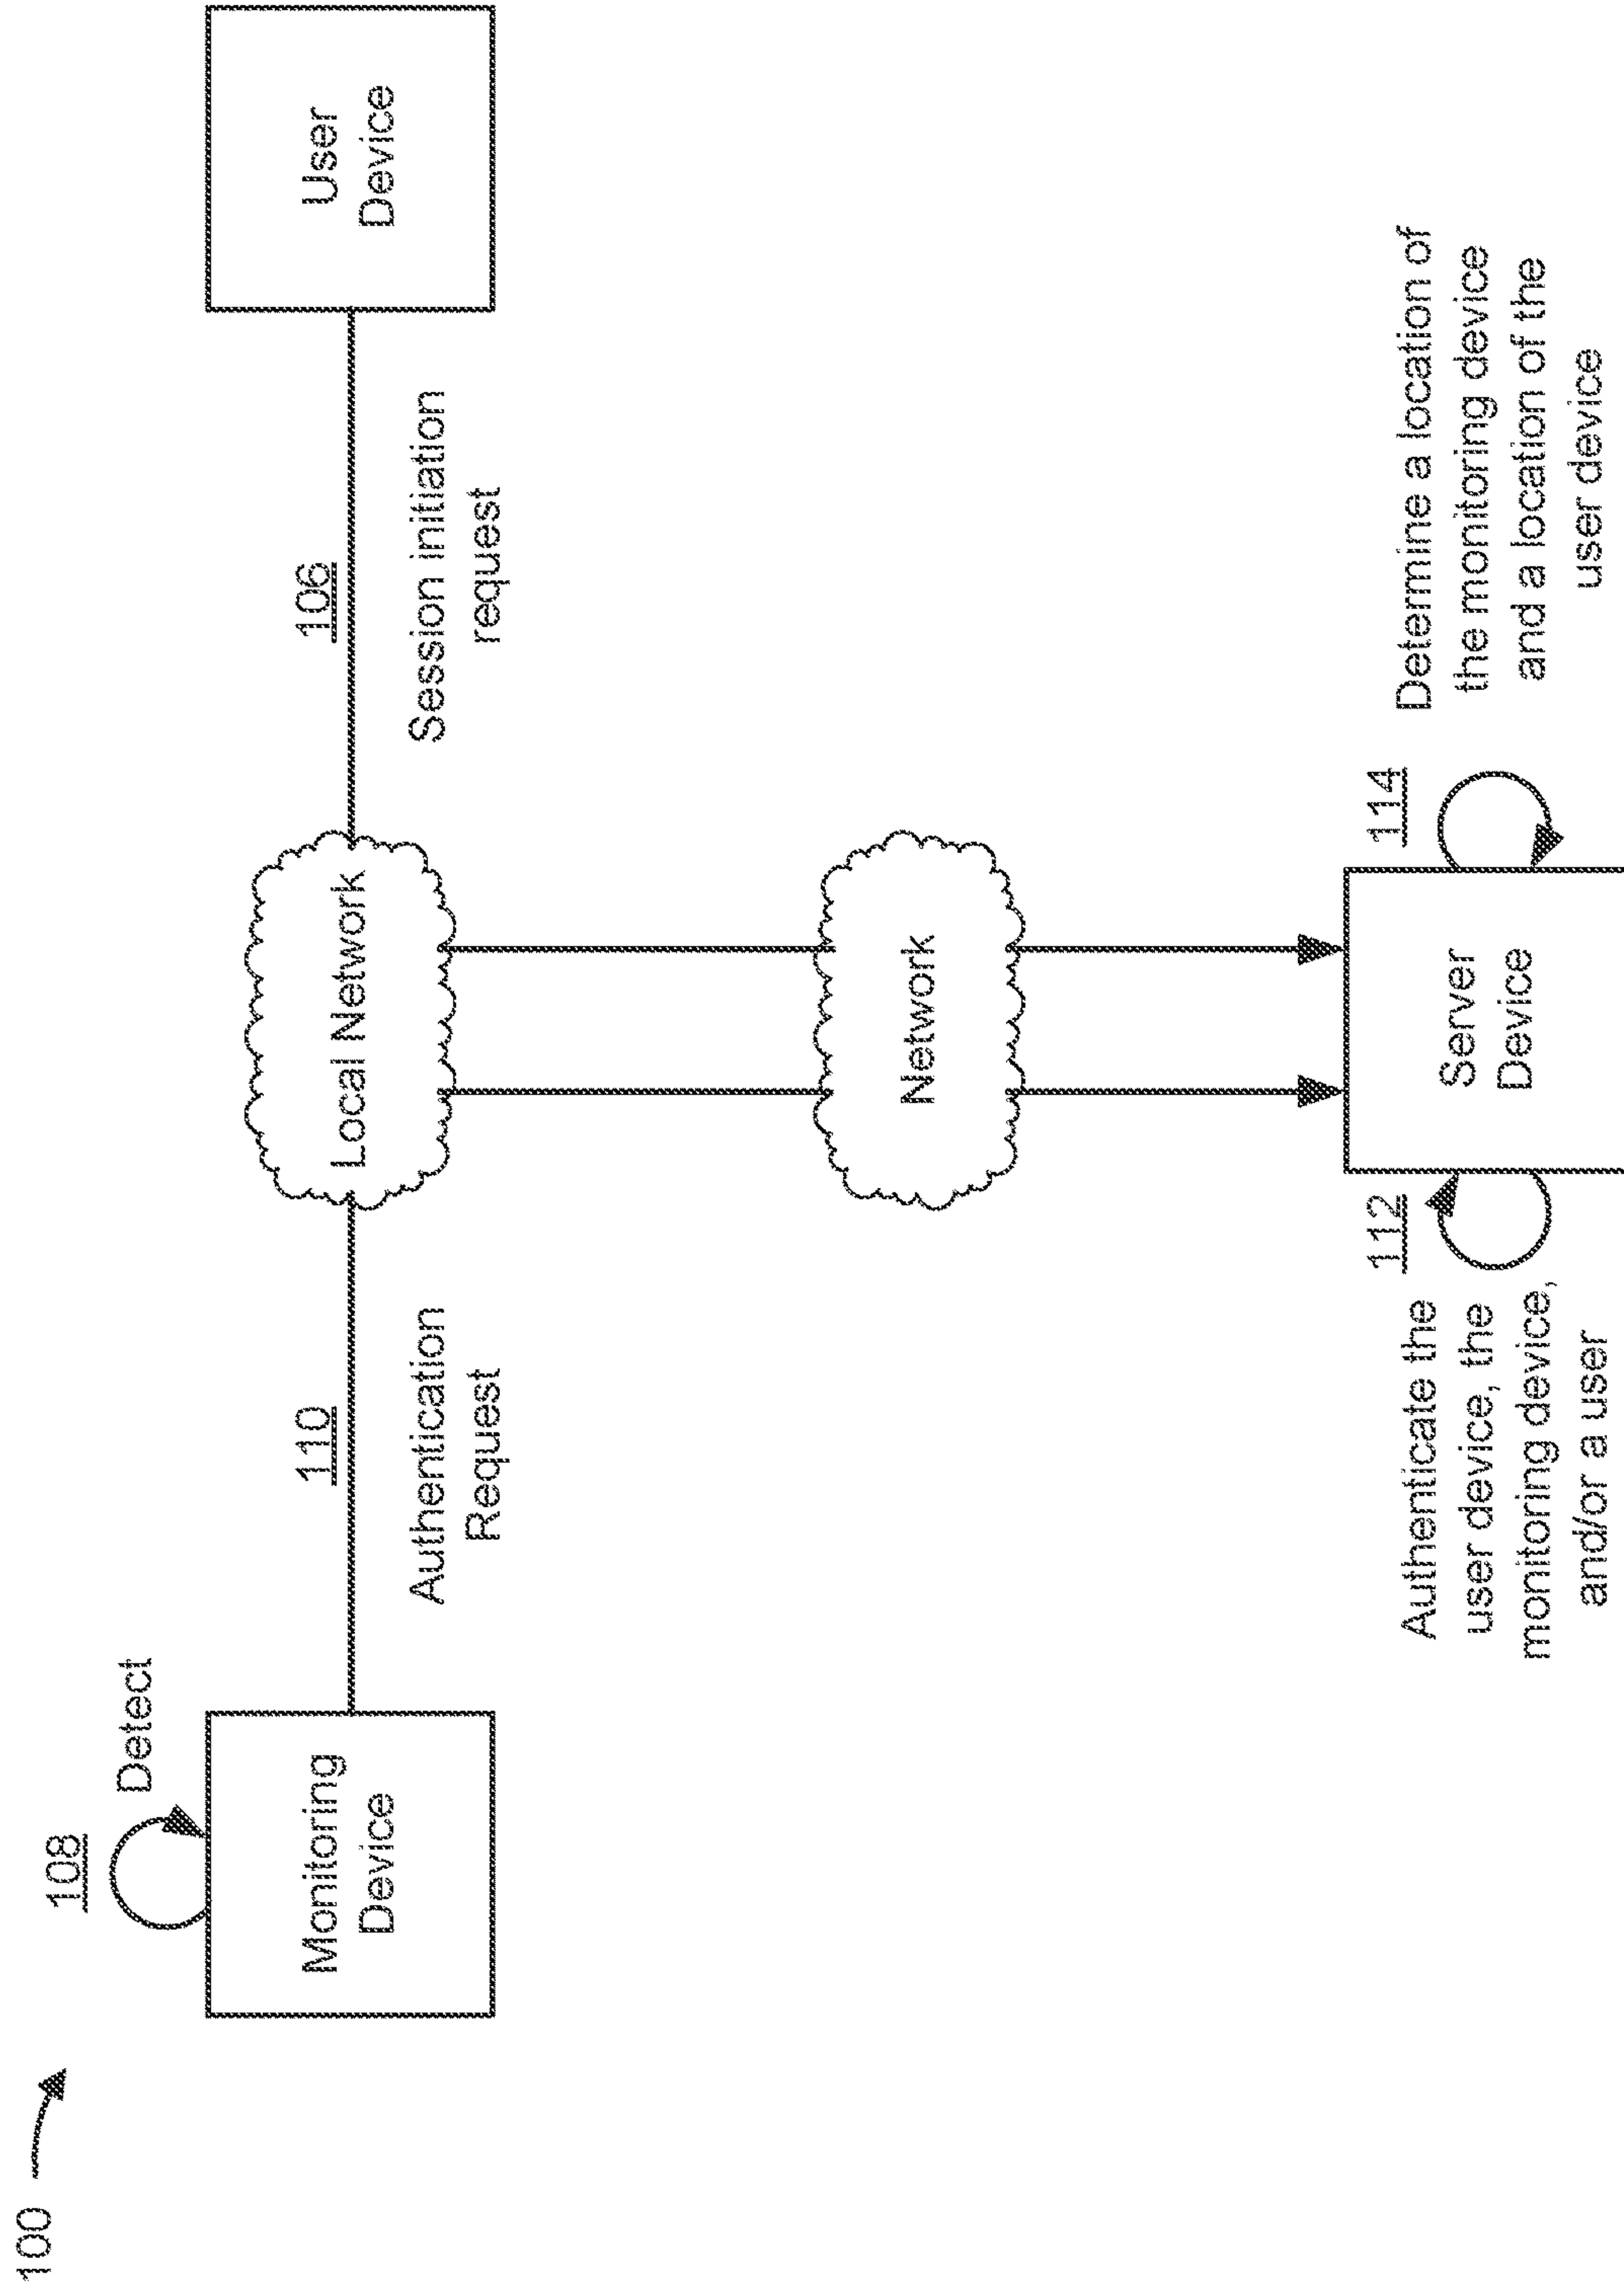 100
108
Detect
Monitoring
Device
110
Authentication
Request
Local Network
106
Session initiation
request
User
Device
Network
112
Authenticate the
user device, the
monitoring device,
and/or a user
Server
Device
114
Determine a location of
the monitoring device
and a location of the
user device